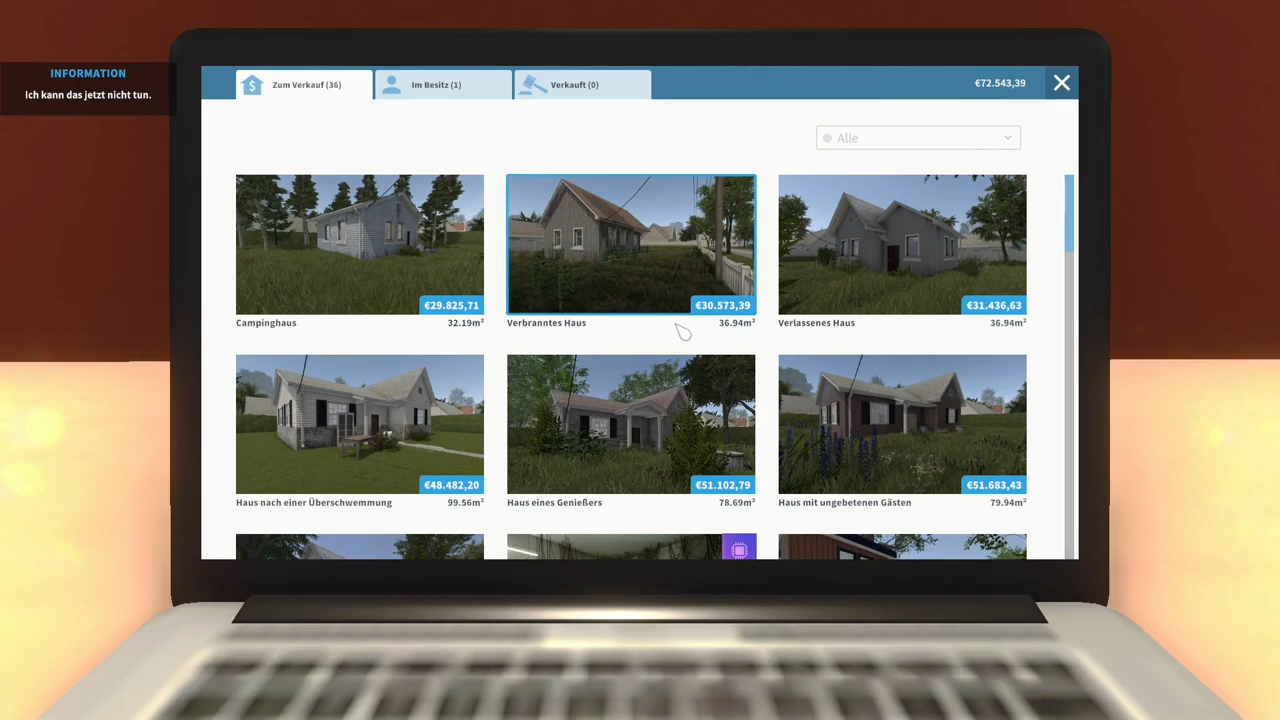 INFORMATION
Ich kann das jetzt nicht tun.
Zum Verkauf (36)
Im Besitz (1)
Verkauft (0)
€72.543,39
Alle
€29.825,71
Campinghaus
32.19m²
€30.573,39
Verbranntes Haus
36.94m²
€31.436,63
Verlassenes Haus
36.94m²
€48.482,20
Haus nach einer Überschwemmung
99.56m²
€51.102,79
Haus eines Genießers
78.69m²
€51.683,43
Haus mit ungebetenen Gästen
79.94m²